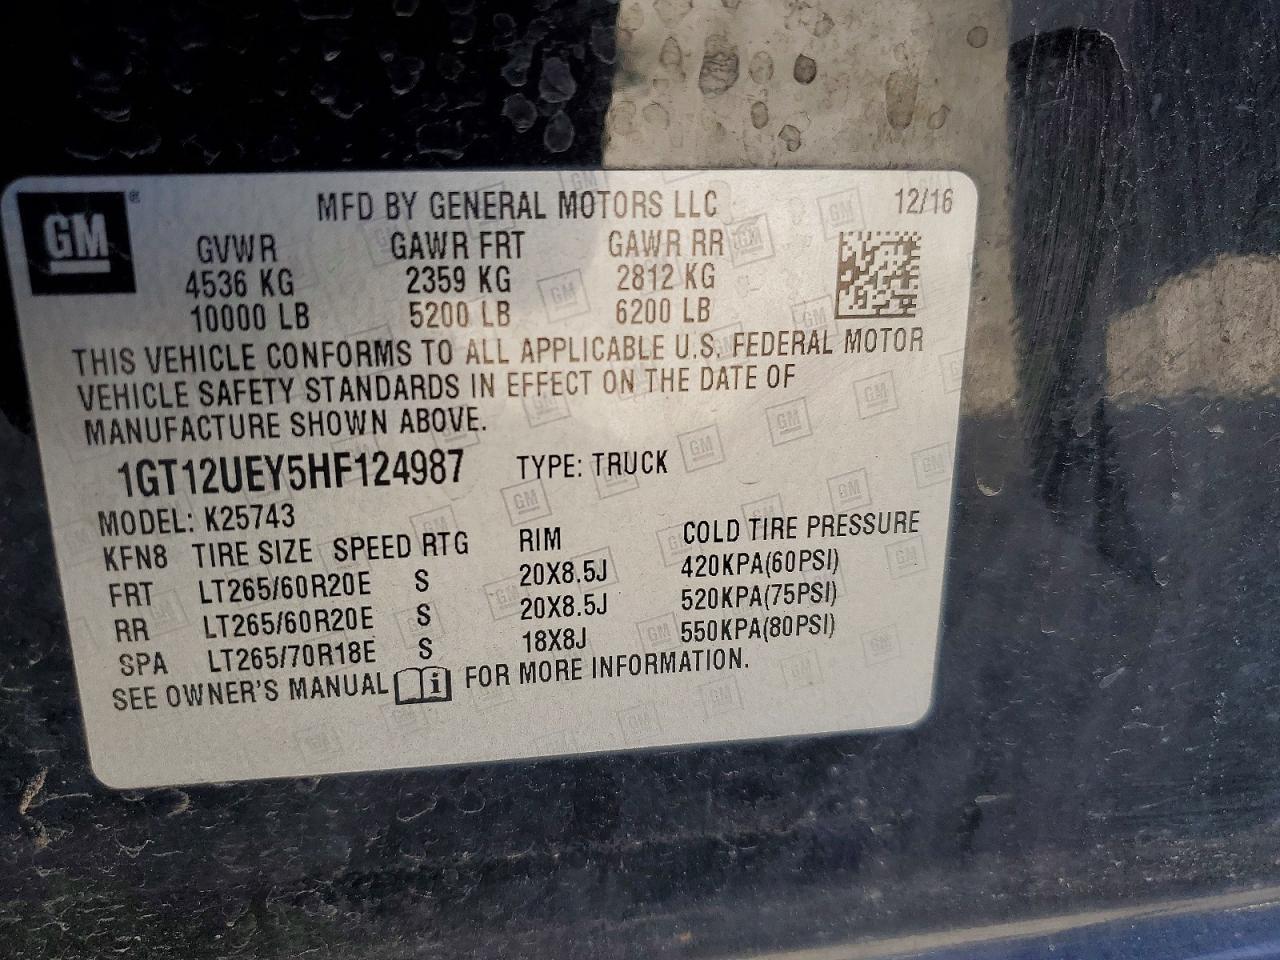 GM® MFD BY GENERAL MOTORS LLC 12/16
GVWR GAWR FRT GAWR RR
4536 KG 2359 KG 2812 KG
10000 LB 5200 LB 6200 LB
THIS VEHICLE CONFORMS TO ALL APPLICABLE U.S. FEDERAL MOTOR
VEHICLE SAFETY STANDARDS IN EFFECT ON THE DATE OF
MANUFACTURE SHOWN ABOVE.
1GT12UEY5HF124987 TYPE: TRUCK
MODEL: K25743
KFN8 TIRE SIZE SPEED RTG RIM COLD TIRE PRESSURE
FRT LT265/60R20E S 20X8.5J 420KPA(60PSI)
RR LT265/60R20E S 20X8.5J 520KPA(75PSI)
SPA LT265/70R18E S 18X8J 550KPA(80PSI)
SEE OWNER'S MANUAL i FOR MORE INFORMATION.